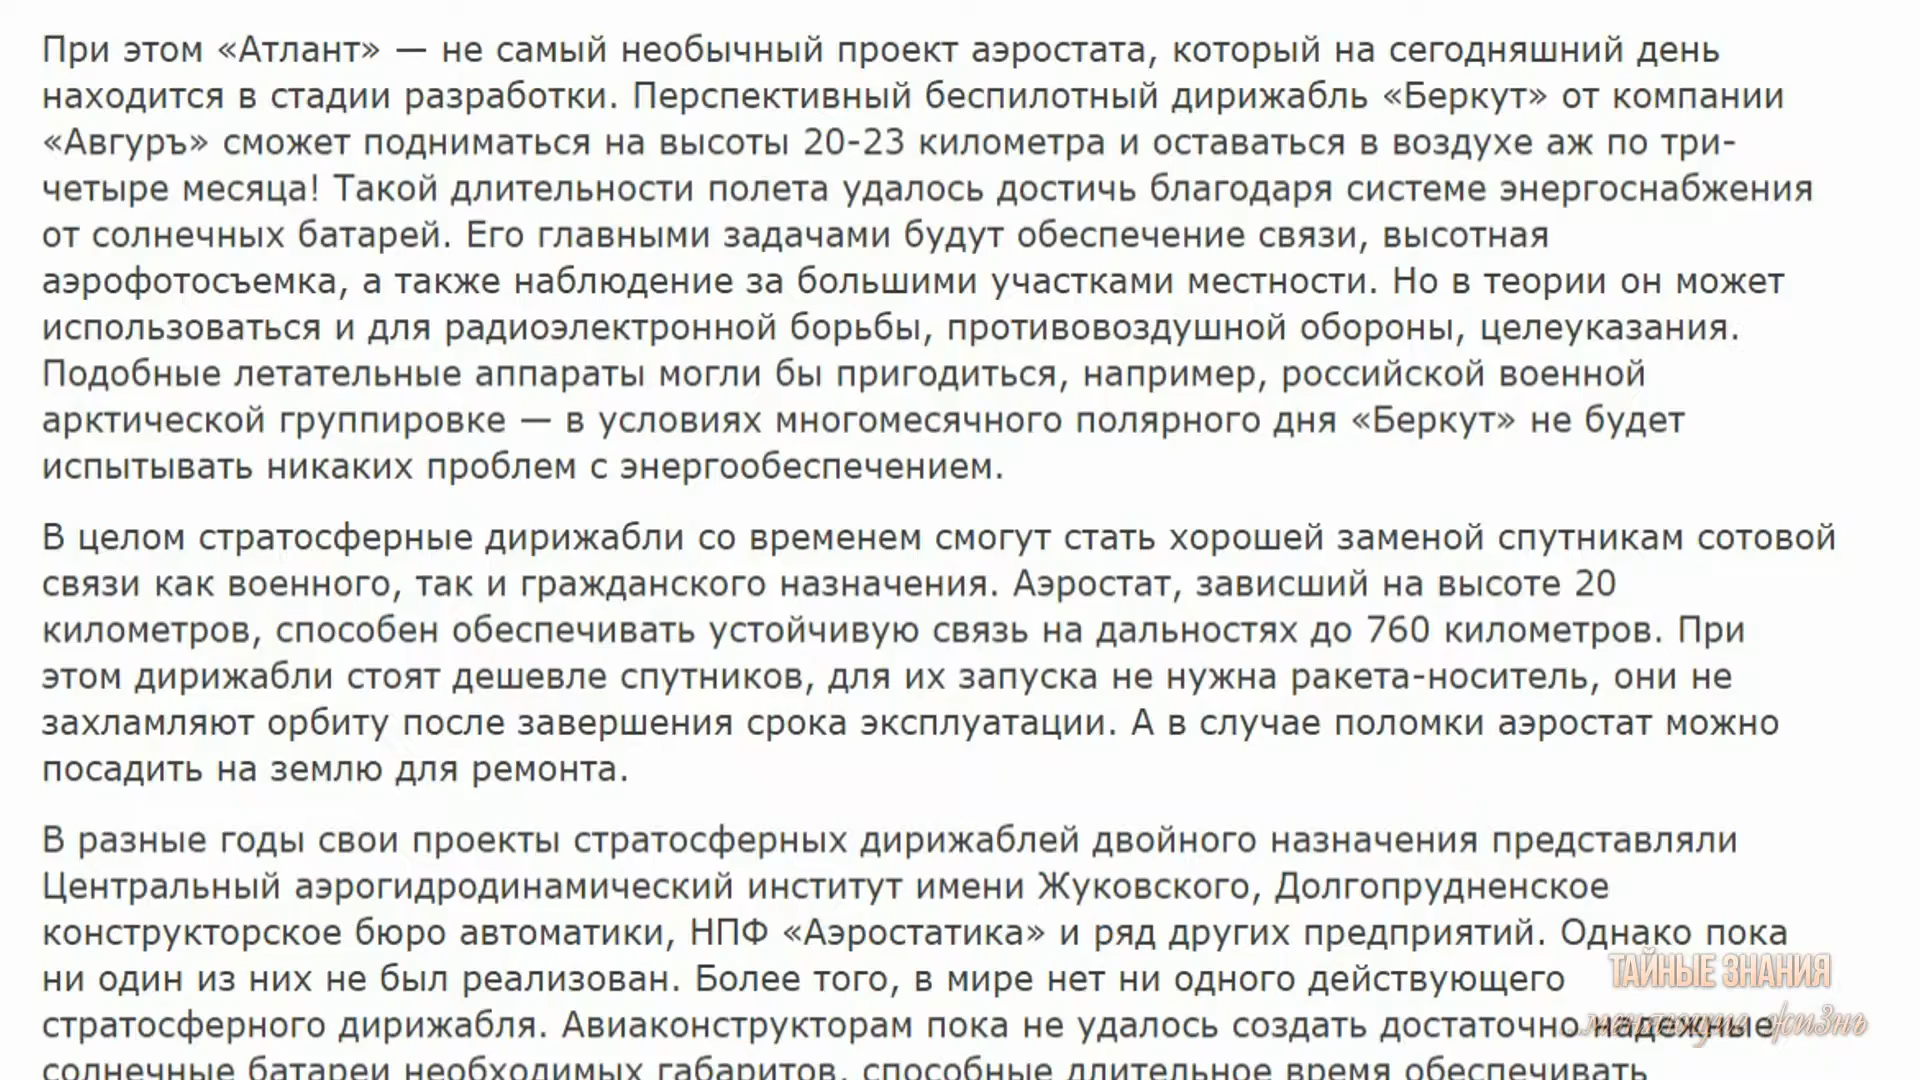 При этом «Атлант» — не самый необычный проект аэростата, который на сегодняшний день
находится в стадии разработки. Перспективный беспилотный дирижабль «Беркут» от компании
«Авгуръ» сможет подниматься на высоты 20-23 километра и оставаться в воздухе аж по три-
четыре месяца! Такой длительности полета удалось достичь благодаря системе энергоснабжения
от солнечных батарей. Его главными задачами будут обеспечение связи, высотная
аэрофотосъемка, а также наблюдение за большими участками местности. Но в теории он может
использоваться и для радиоэлектронной борьбы, противовоздушной обороны, целеуказания.
Подобные летательные аппараты могли бы пригодиться, например, российской военной
арктической группировке — в условиях многомесячного полярного дня «Беркут» не будет
испытывать никаких проблем с энергообеспечением.
В целом стратосферные дирижабли со временем смогут стать хорошей заменой спутникам сотовой
связи как военного, так и гражданского назначения. Аэростат, зависший на высоте 20
километров, способен обеспечивать устойчивую связь на дальностях до 760 километров. При
этом дирижабли стоят дешевле спутников, для их запуска не нужна ракета-носитель, они не
захламляют орбиту после завершения срока эксплуатации. А в случае поломки аэростат можно
посадить на землю для ремонта.
В разные годы свои проекты стратосферных дирижаблей двойного назначения представляли
Центральный аэрогидродинамический институт имени Жуковского, Долгопрудненское
конструкторское бюро автоматики, НПФ «Аэростатика» и ряд других предприятий. Однако пока
ни один из них не был реализован. Более того, в мире нет ни одного действующего
стратосферного дирижабля. Авиаконструкторам пока не удалось создать достаточно надежные
солнечные батареи необходимых габаритов, способные длительное время обеспечивать
ТАЙНЫЕ ЗНАНИЯ
...меняющие жиЗнь